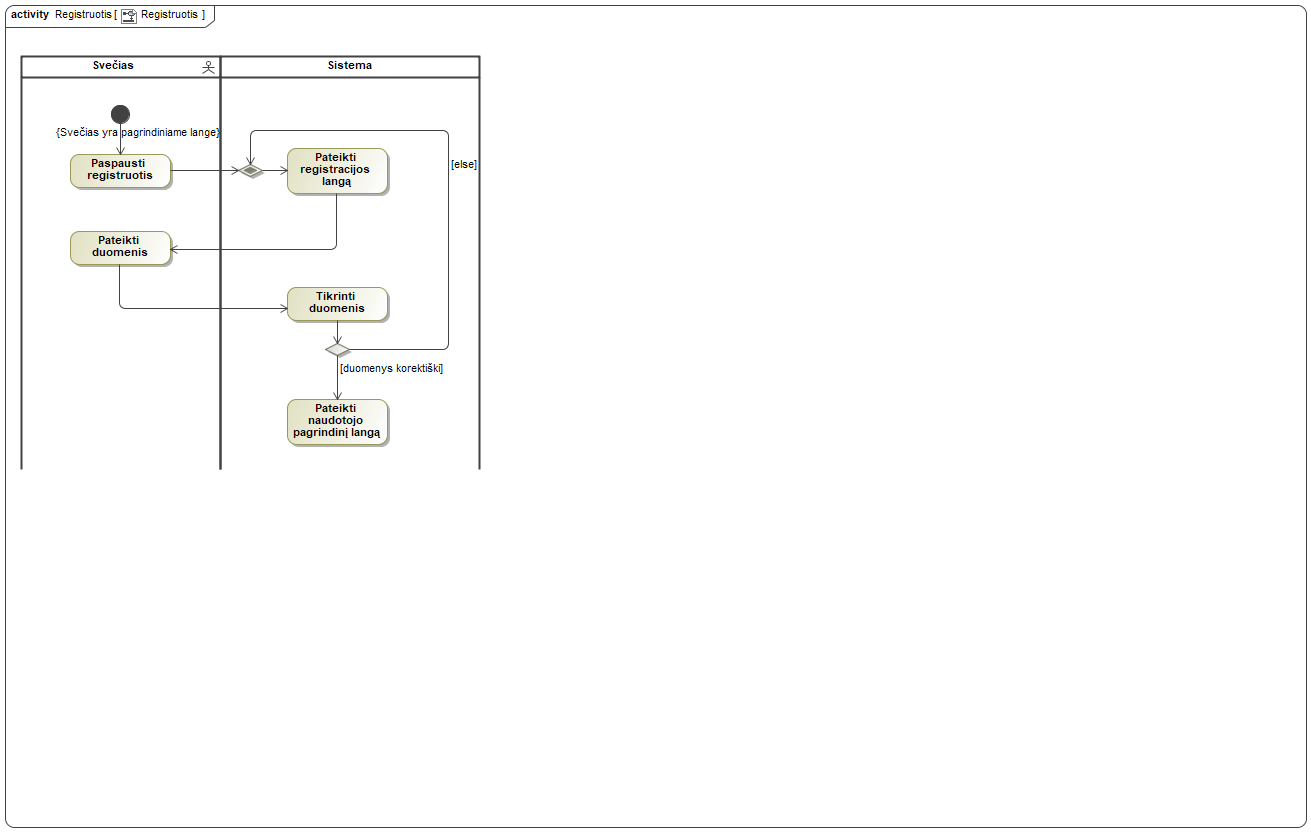 activity Registruotis [ Registruotis ]
Svečias
Sistema
{Svečias yra pagrindiniame lange}
Paspausti
registruotis
Pateikti
registracijos
langą
[else]
Pateikti
duomenis
Tikrinti
duomenis
[duomenys korektiški]
Pateikti
naudotojo
pagrindinį langą